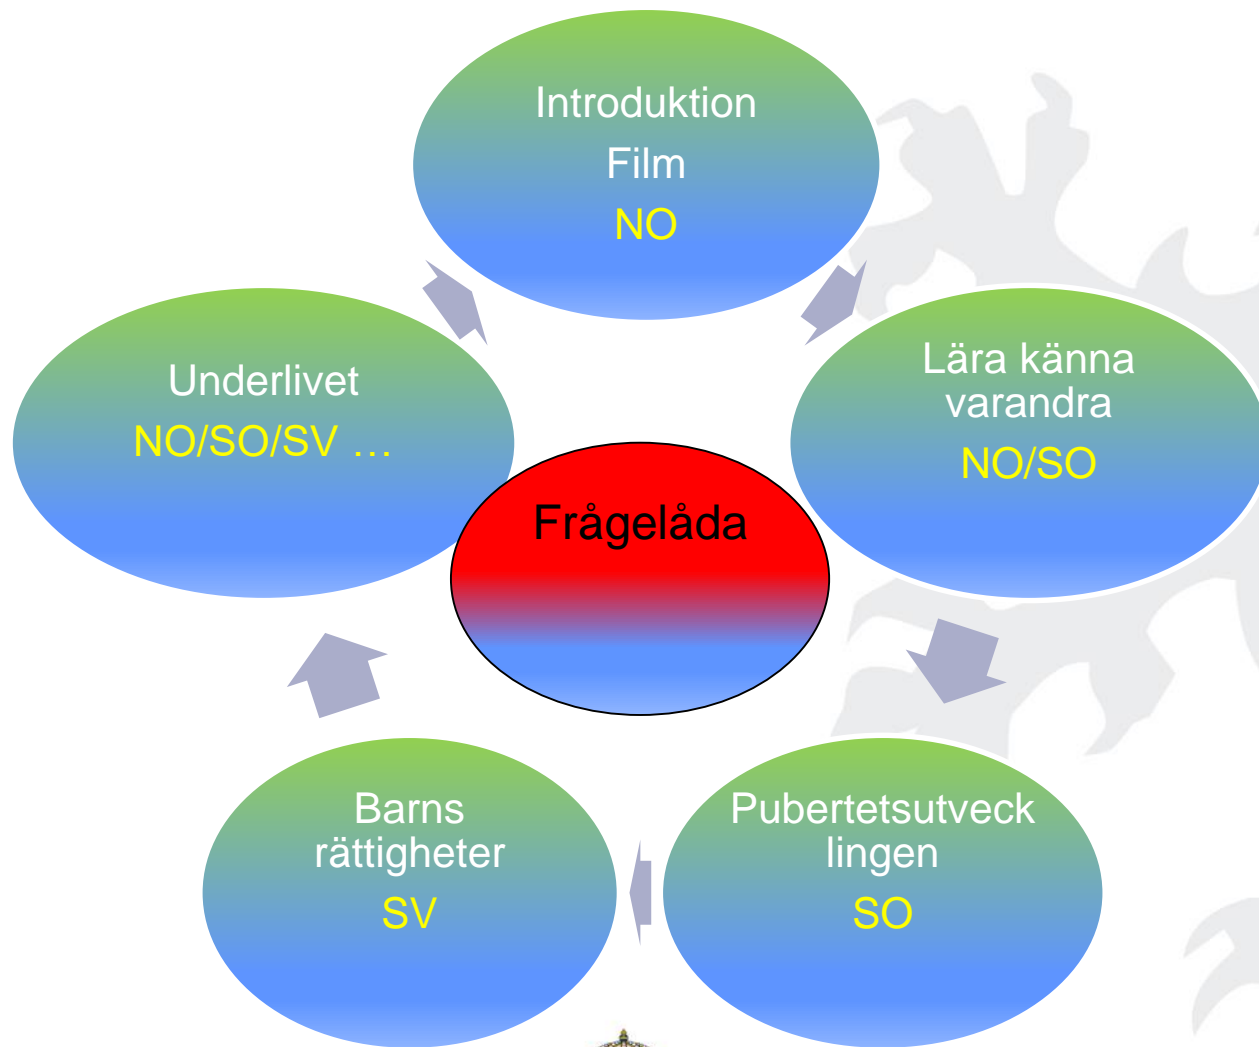 Introduktion
Film
NO
Lära känna
varandra
NO/SO
Pubertetsutveck
lingen
SO
Barns
rättigheter
SV
Underlivet
NO/SO/SV …
Frågelåda